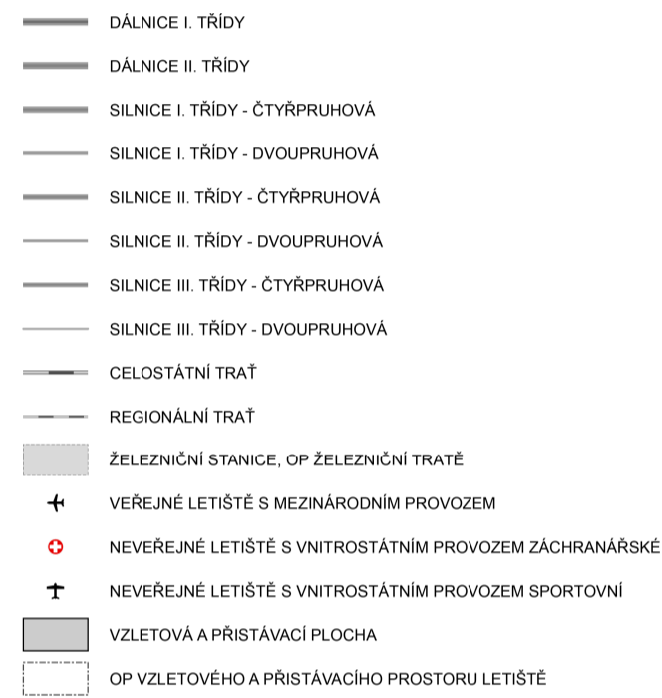 DÁLNICE I. TŘÍDY
DÁLNICE II. TŘÍDY
SILNICE I. TŘÍDY - ČTYŘPRUHOVÁ
SILNICE I. TŘÍDY - DVOUPRUHOVÁ
SILNICE II. TŘÍDY - ČTYŘPRUHOVÁ
SILNICE II. TŘÍDY - DVOUPRUHOVÁ
SILNICE III. TŘÍDY - ČTYŘPRUHOVÁ
SILNICE III. TŘÍDY - DVOUPRUHOVÁ
CELOSTÁTNÍ TRAŤ
REGIONÁLNÍ TRAŤ
ŽELEZNIČNÍ STANICE, OP ŽELEZNIČNÍ TRATĚ
VEŘEJNÉ LETIŠTĚ S MEZINÁRODNÍM PROVOZEM
NEVEŘEJNÉ LETIŠTĚ S VNITROSTÁTNÍM PROVOZEM ZÁCHRANÁŘSKÉ
NEVEŘEJNÉ LETIŠTĚ S VNITROSTÁTNÍM PROVOZEM SPORTOVNÍ
VZLETOVÁ A PŘISTÁVACÍ PLOCHA
OP VZLETOVÉHO A PŘISTÁVACÍHO PROSTORU LETIŠTĚ